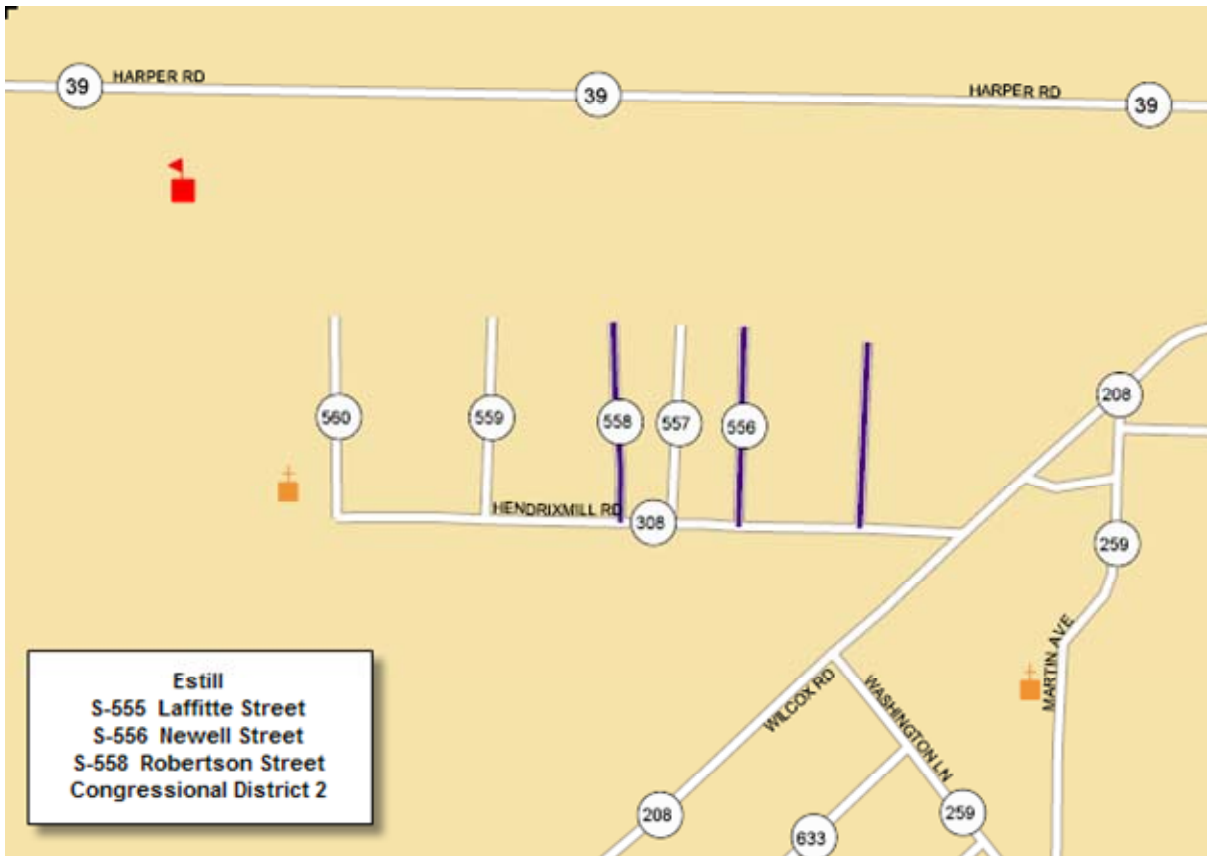 39
HARPER RD
39
HARPER RD
39
208
560
559
558
557
556
HENDRIXMILL RD
308
259
MARTIN AVE
WILCOX RD
WASHINGTON LN
Estill
S-555 Laffitte Street
S-556 Newell Street
S-558 Robertson Street
Congressional District 2
208
259
633